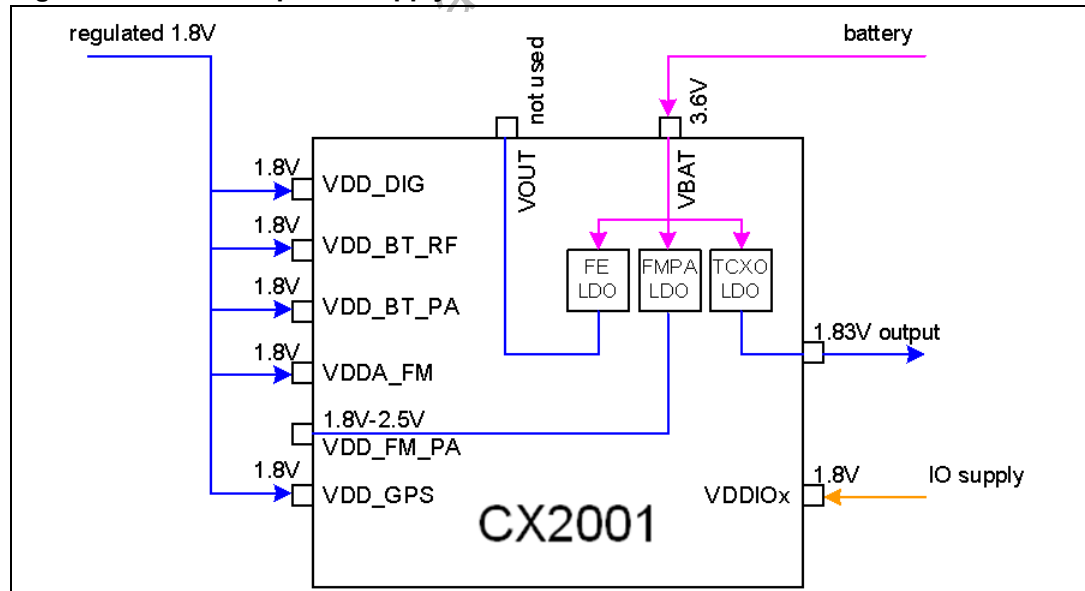 regulated 1.8V
battery
not used
3.6V
VOUT
VBAT
1.8V
VDD_DIG
1.8V
VDD_BT_RF
FE
LDO
FMPA
LDO
TCXO
LDO
1.8V
VDD_BT_PA
1.83V output
1.8V
VDDA_FM
1.8V-2.5V
VDD_FM_PA
1.8V
VDD_GPS
1.8V
VDDIOx
IO supply
CX2001